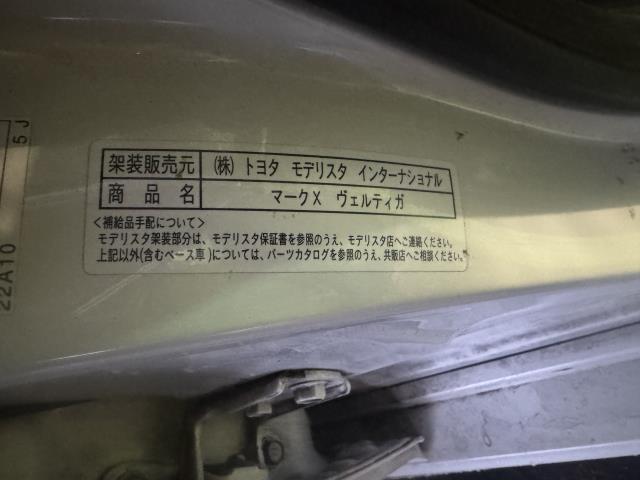 架装販売元 (株) トヨタ モデリスタ インターナショナル
商品名 マークX ヴェルティガ
<補給品手配について>
モデリスタ架装部分は、モデリスタ保証書を参照のうえ、モデリスタ店へご連絡ください。
上記以外(含むベース車)については、パーツカタログを参照のうえ、共販店へご相談ください。
22A10
5J